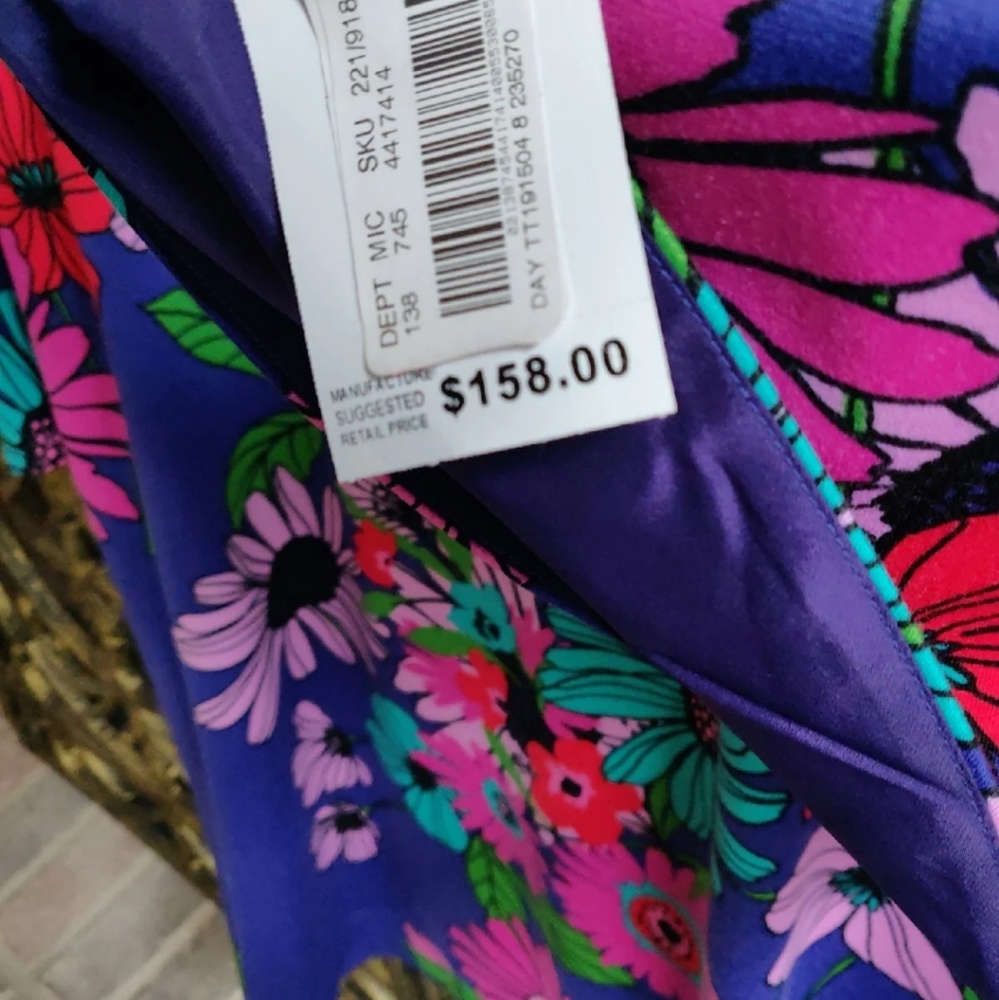 DEPT MIC SKU 221/918
138 745 4417414
DAY TT191504 8 235270
MANUFACTURE
SUGGESTED
RETAIL PRICE
$158.00